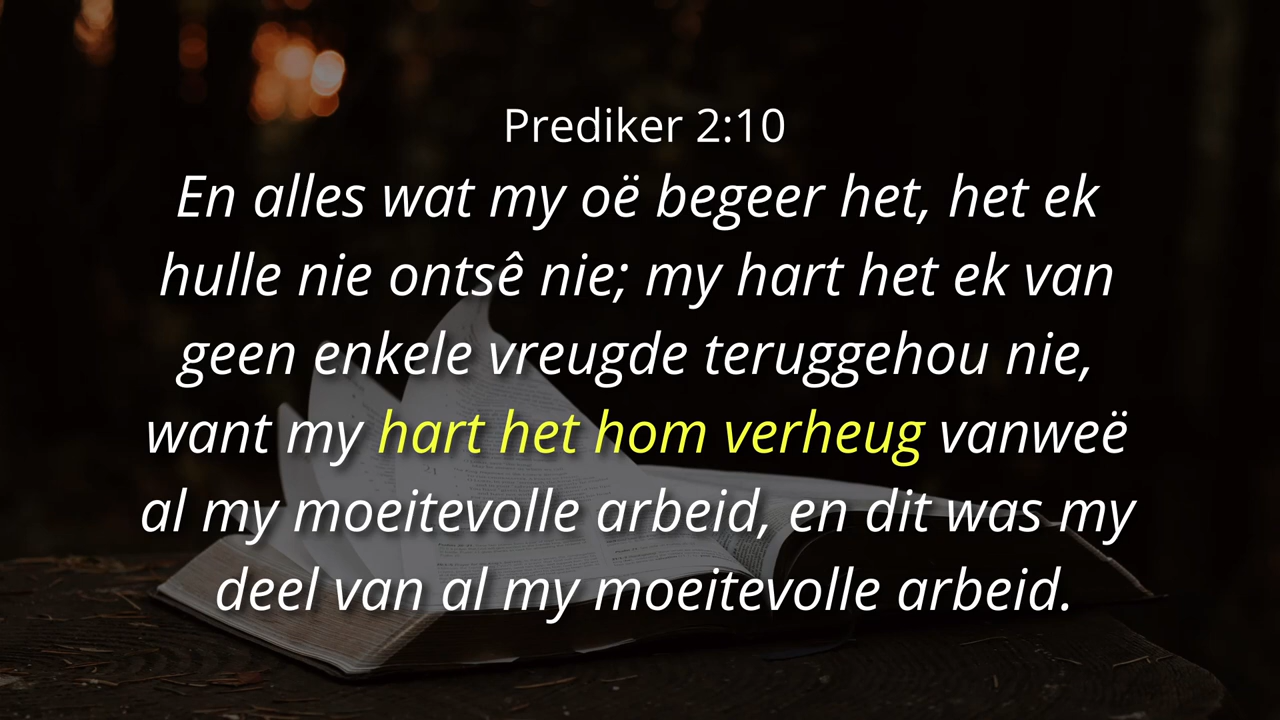 Prediker 2:10
En alles wat my oë begeer het, het ek
hulle nie ontsê nie; my hart het ek van
geen enkele vreugde teruggehou nie,
want my hart het hom verheug vanweë
al my moeitevolle arbeid, en dit was my
deel van al my moeitevolle arbeid.